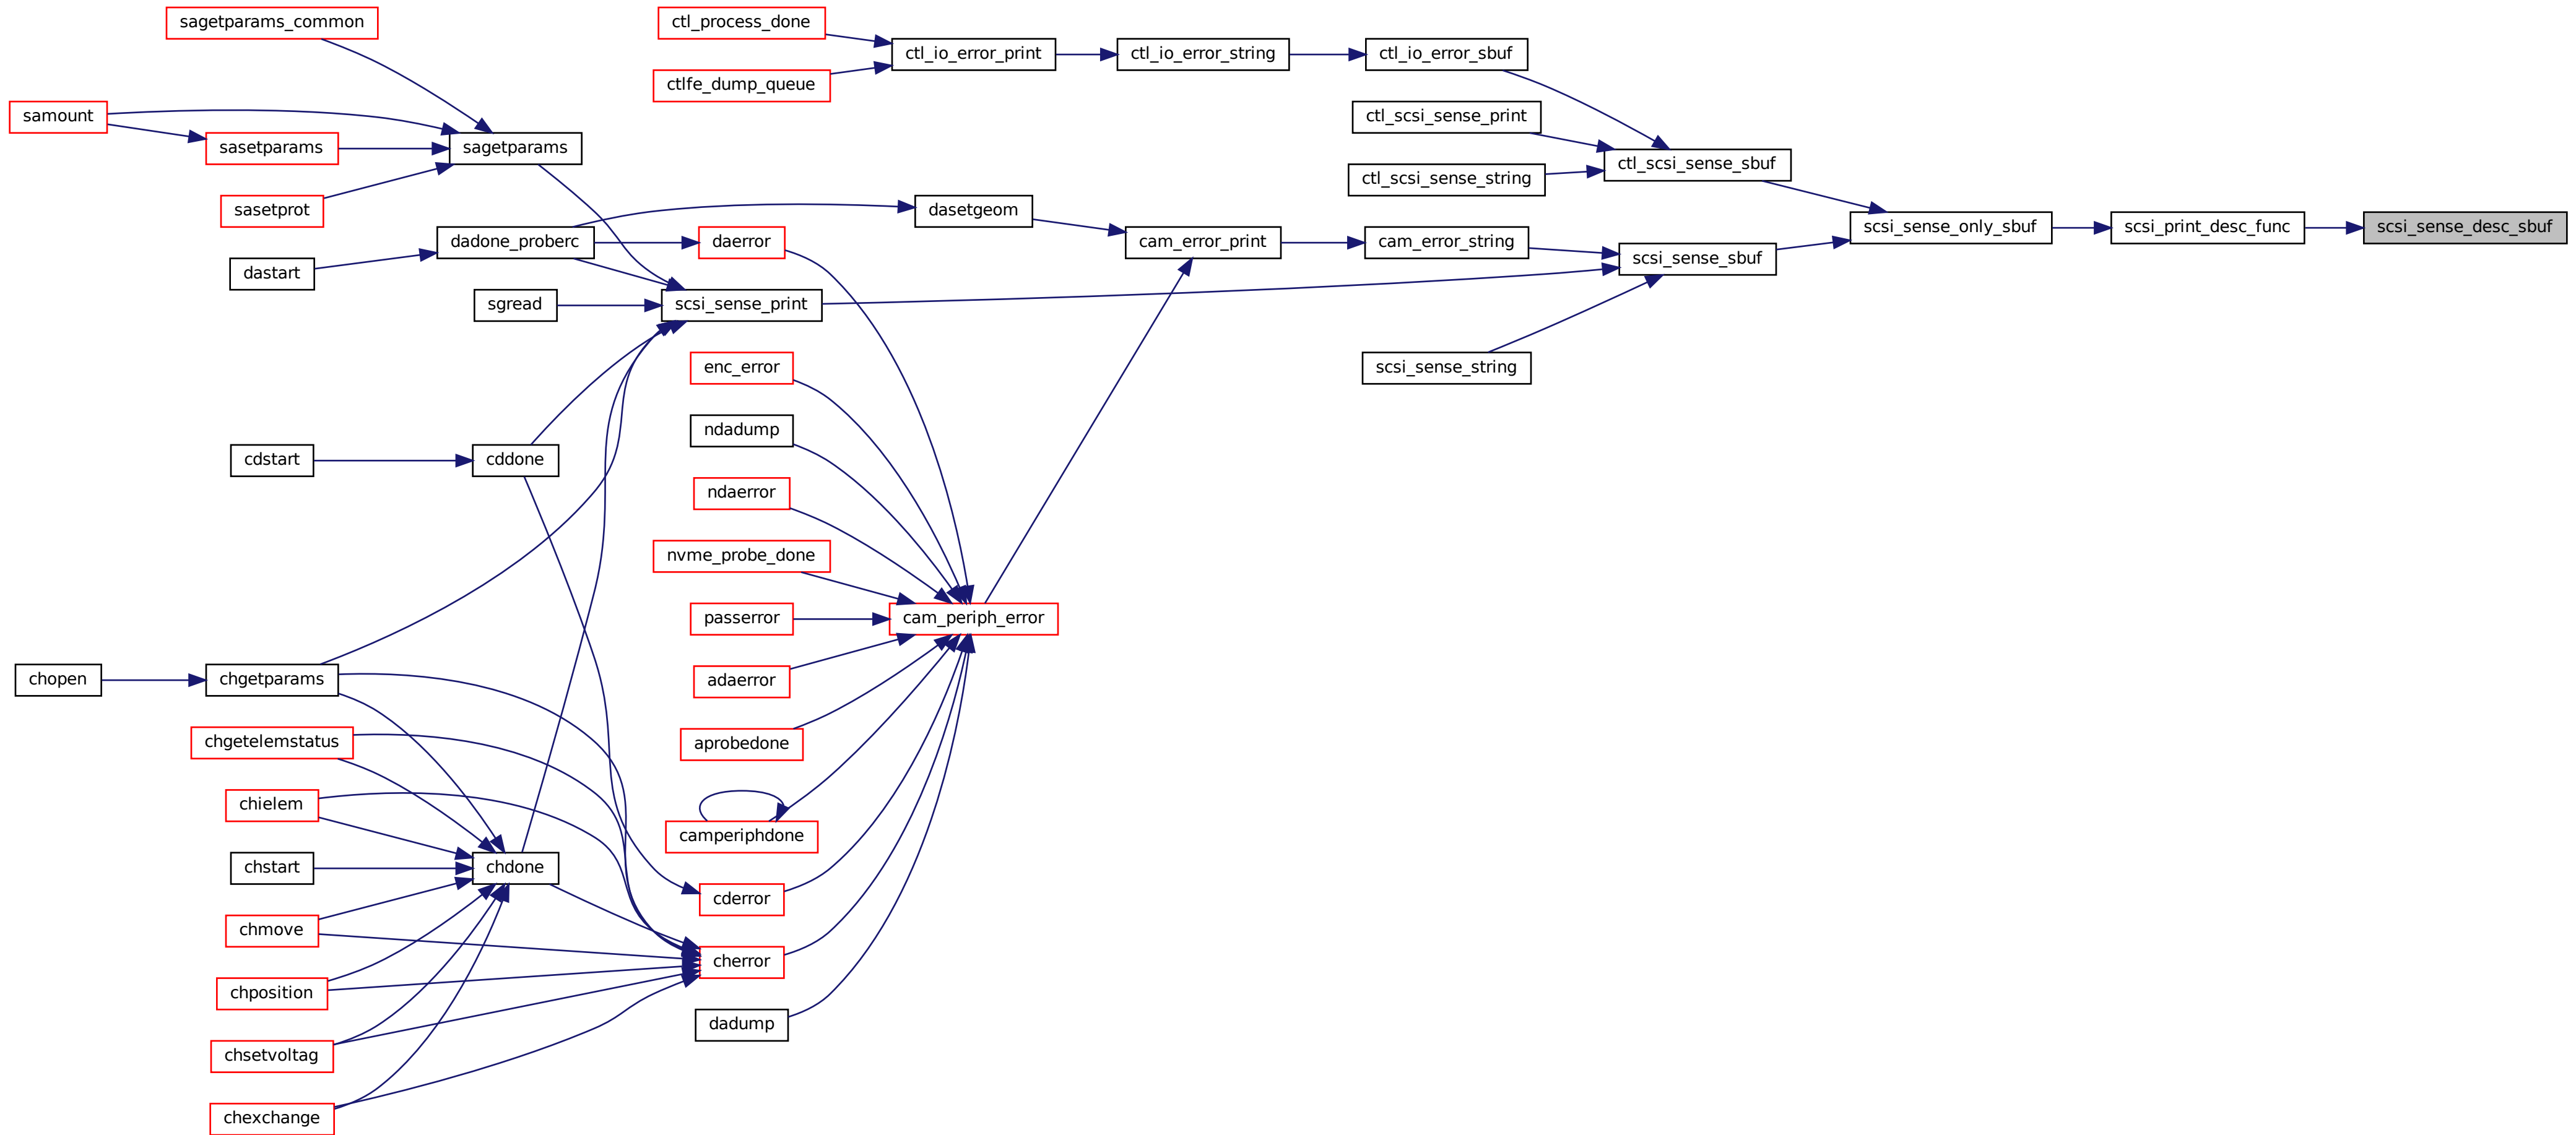 sagetparams_common
ctl_process_done
ctl_io_error_print
ctl_io_error_string
ctl_io_error_sbuf
ctlfe_dump_queue
samount
ctl_scsi_sense_print
sasetparams
sagetparams
ctl_scsi_sense_sbuf
ctl_scsi_sense_string
sasetprot
dasetgeom
scsi_sense_only_sbuf
scsi_print_desc_func
scsi_sense_desc_sbuf
dadone_proberc
daerror
cam_error_print
cam_error_string
scsi_sense_sbuf
dastart
sgread
scsi_sense_print
enc_error
scsi_sense_string
ndadump
cdstart
cddone
ndaerror
nvme_probe_done
passerror
cam_periph_error
chopen
chgetparams
adaerror
chgetelemstatus
aprobedone
chielem
camperiphdone
chstart
chdone
cderror
chmove
cherror
chposition
dadump
chsetvoltag
chexchange